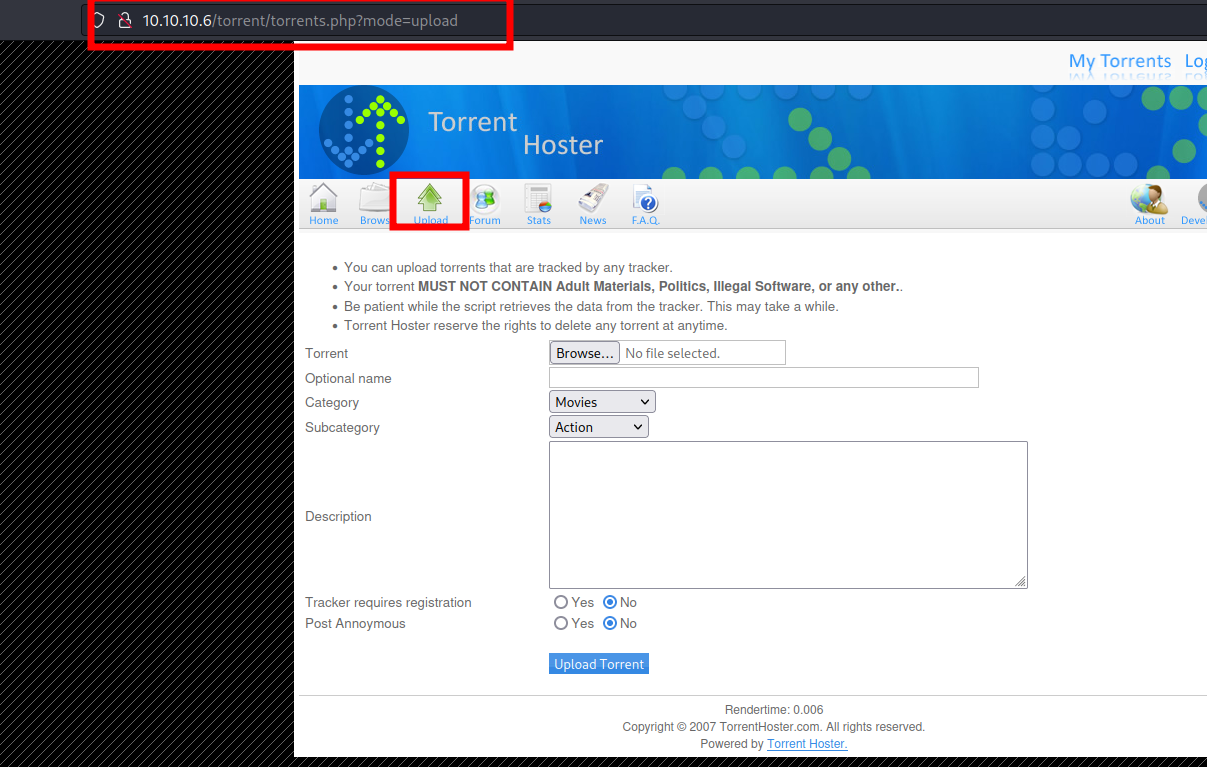 10.10.10.6/torrent/torrents.php?mode=upload
My Torrents
Torrent
Hoster
Home
Upload
Forum
Stats
News
F.A.Q.
About
You can upload torrents that are tracked by any tracker.
Your torrent MUST NOT CONTAIN Adult Materials, Politics, Illegal Software, or any other..
Be patient while the script retrieves the data from the tracker. This may take a while.
Torrent Hoster reserve the rights to delete any torrent at anytime.
Torrent Browse... No file selected.
Optional name
Category Movies
Subcategory Action
Description
Tracker requires registration Yes No
Post Annoymous Yes No
Upload Torrent
Rendertime: 0.006
Copyright © 2007 TorrentHoster.com. All rights reserved.
Powered by Torrent Hoster.